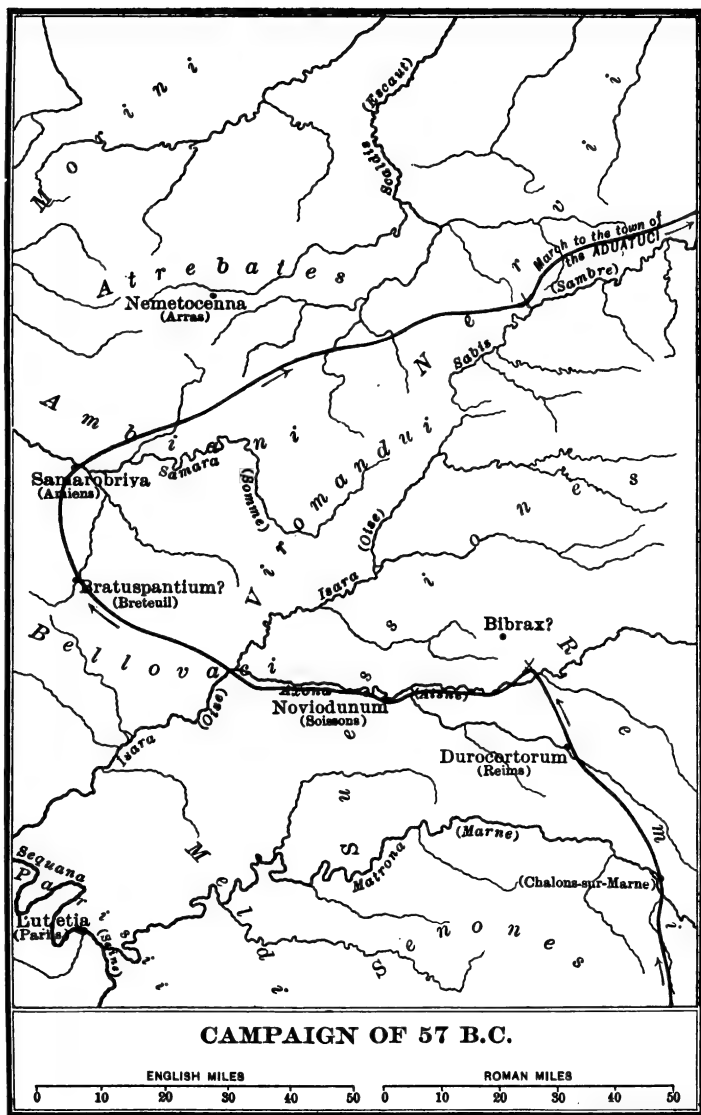 Morini
(Escaut)
Scaldis
Nervii
March to the town of
the ADUATUCI
(Sambre)
Sabis
Atrebates
Nemetocenna
(Arras)
Ambiani
Samara
(Somme)
Samarobriva
(Amiens)
Viromandui
Isara
(Oise)
Bratuspantium?
(Breteuil)
Bellovaci
Bibrax?
Remi
Suessiones
Axona
(Aisne)
Noviodunum
(Soissons)
Isara
(Oise)
Durocortorum
(Reims)
Matrona
(Marne)
(Chalons-sur-Marne)
Meldi
Senones
Sequana
Parisii
Lutetia
(Paris)
(Seine)
CAMPAIGN OF 57 B.C.
ENGLISH MILES
0 10 20 30 40 50
ROMAN MILES
0 10 20 30 40 50